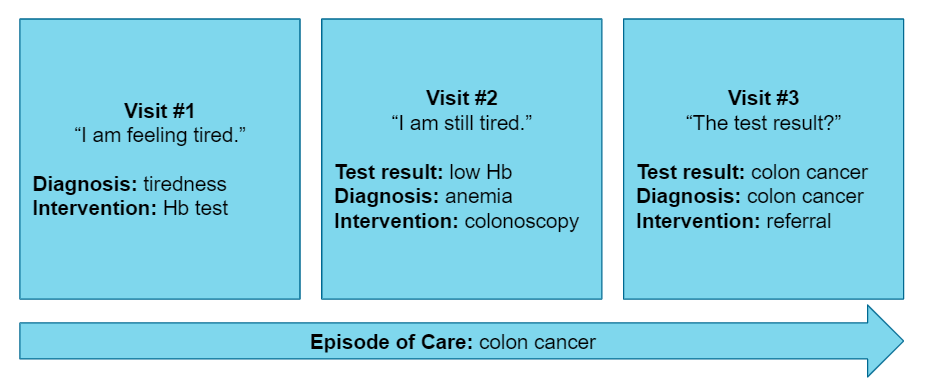 Visit #1
“I am feeling tired.”
Diagnosis: tiredness
Intervention: Hb test
Visit #2
“I am still tired.”
Test result: low Hb
Diagnosis: anemia
Intervention: colonoscopy
Visit #3
“The test result?”
Test result: colon cancer
Diagnosis: colon cancer
Intervention: referral
Episode of Care: colon cancer